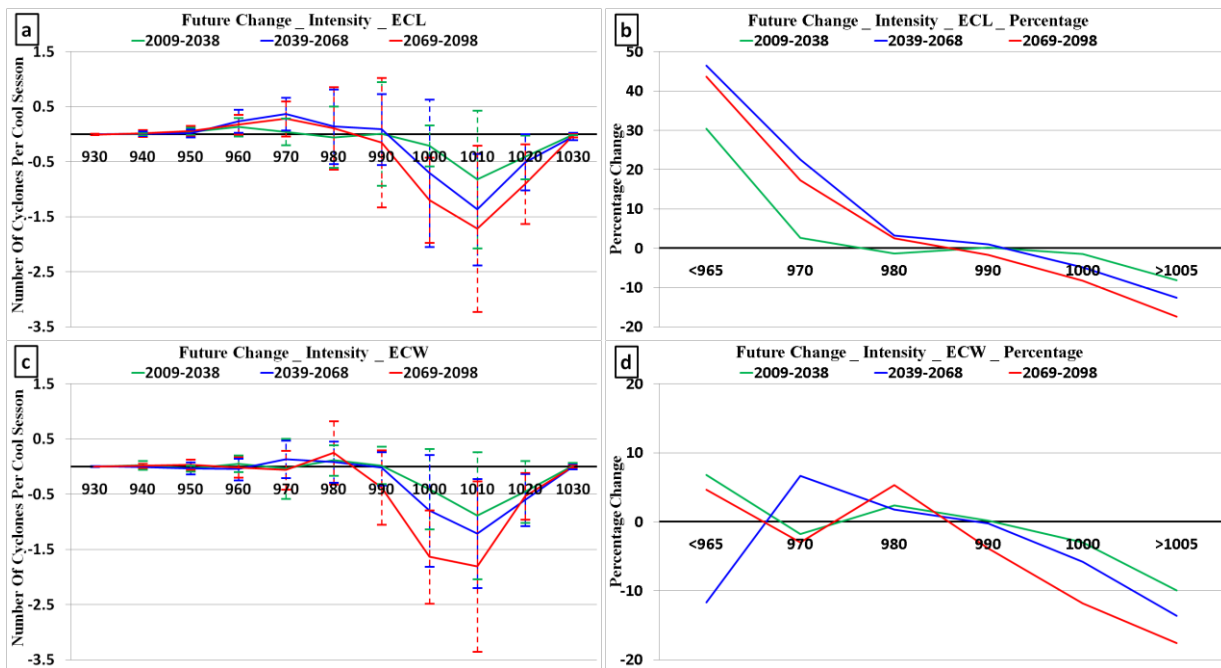 a
Future Change _ Intensity _ ECL
2009-2038 2039-2068 2069-2098
Number Of Cyclones Per Cool Sesson
1.5
0.5
-0.5
-1.5
-2.5
-3.5
930 940 950 960 970 980 990 1000 1010 1020 1030
b
Future Change _ Intensity _ ECL _ Percentage
2009-2038 2039-2068 2069-2098
Percentage Change
50
40
30
20
10
0
-10
-20
<965 970 980 990 1000 >1005
c
Future Change _ Intensity _ ECW
2009-2038 2039-2068 2069-2098
Number Of Cyclones Per Cool Sesson
1.5
0.5
-0.5
-1.5
-2.5
-3.5
930 940 950 960 970 980 990 1000 1010 1020 1030
d
Future Change _ Intensity _ ECW _ Percentage
2009-2038 2039-2068 2069-2098
Percentage Change
20
10
0
-10
-20
<965 970 980 990 1000 >1005